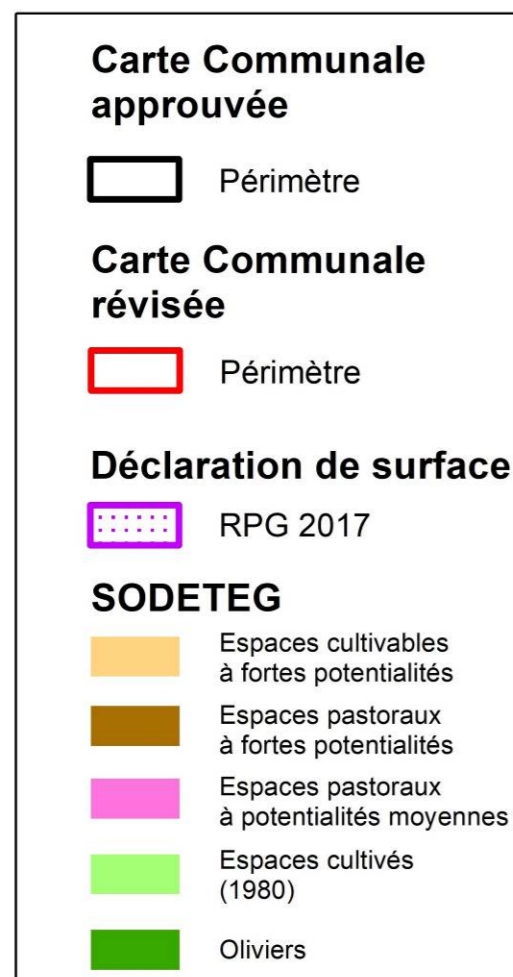 Carte Communale
approuvée
Périmètre
Carte Communale
révisée
Périmètre
Déclaration de surface
RPG 2017
SODETEG
Espaces cultivables
à fortes potentialités
Espaces pastoraux
à fortes potentialités
Espaces pastoraux
à potentialités moyennes
Espaces cultivés
(1980)
Oliviers